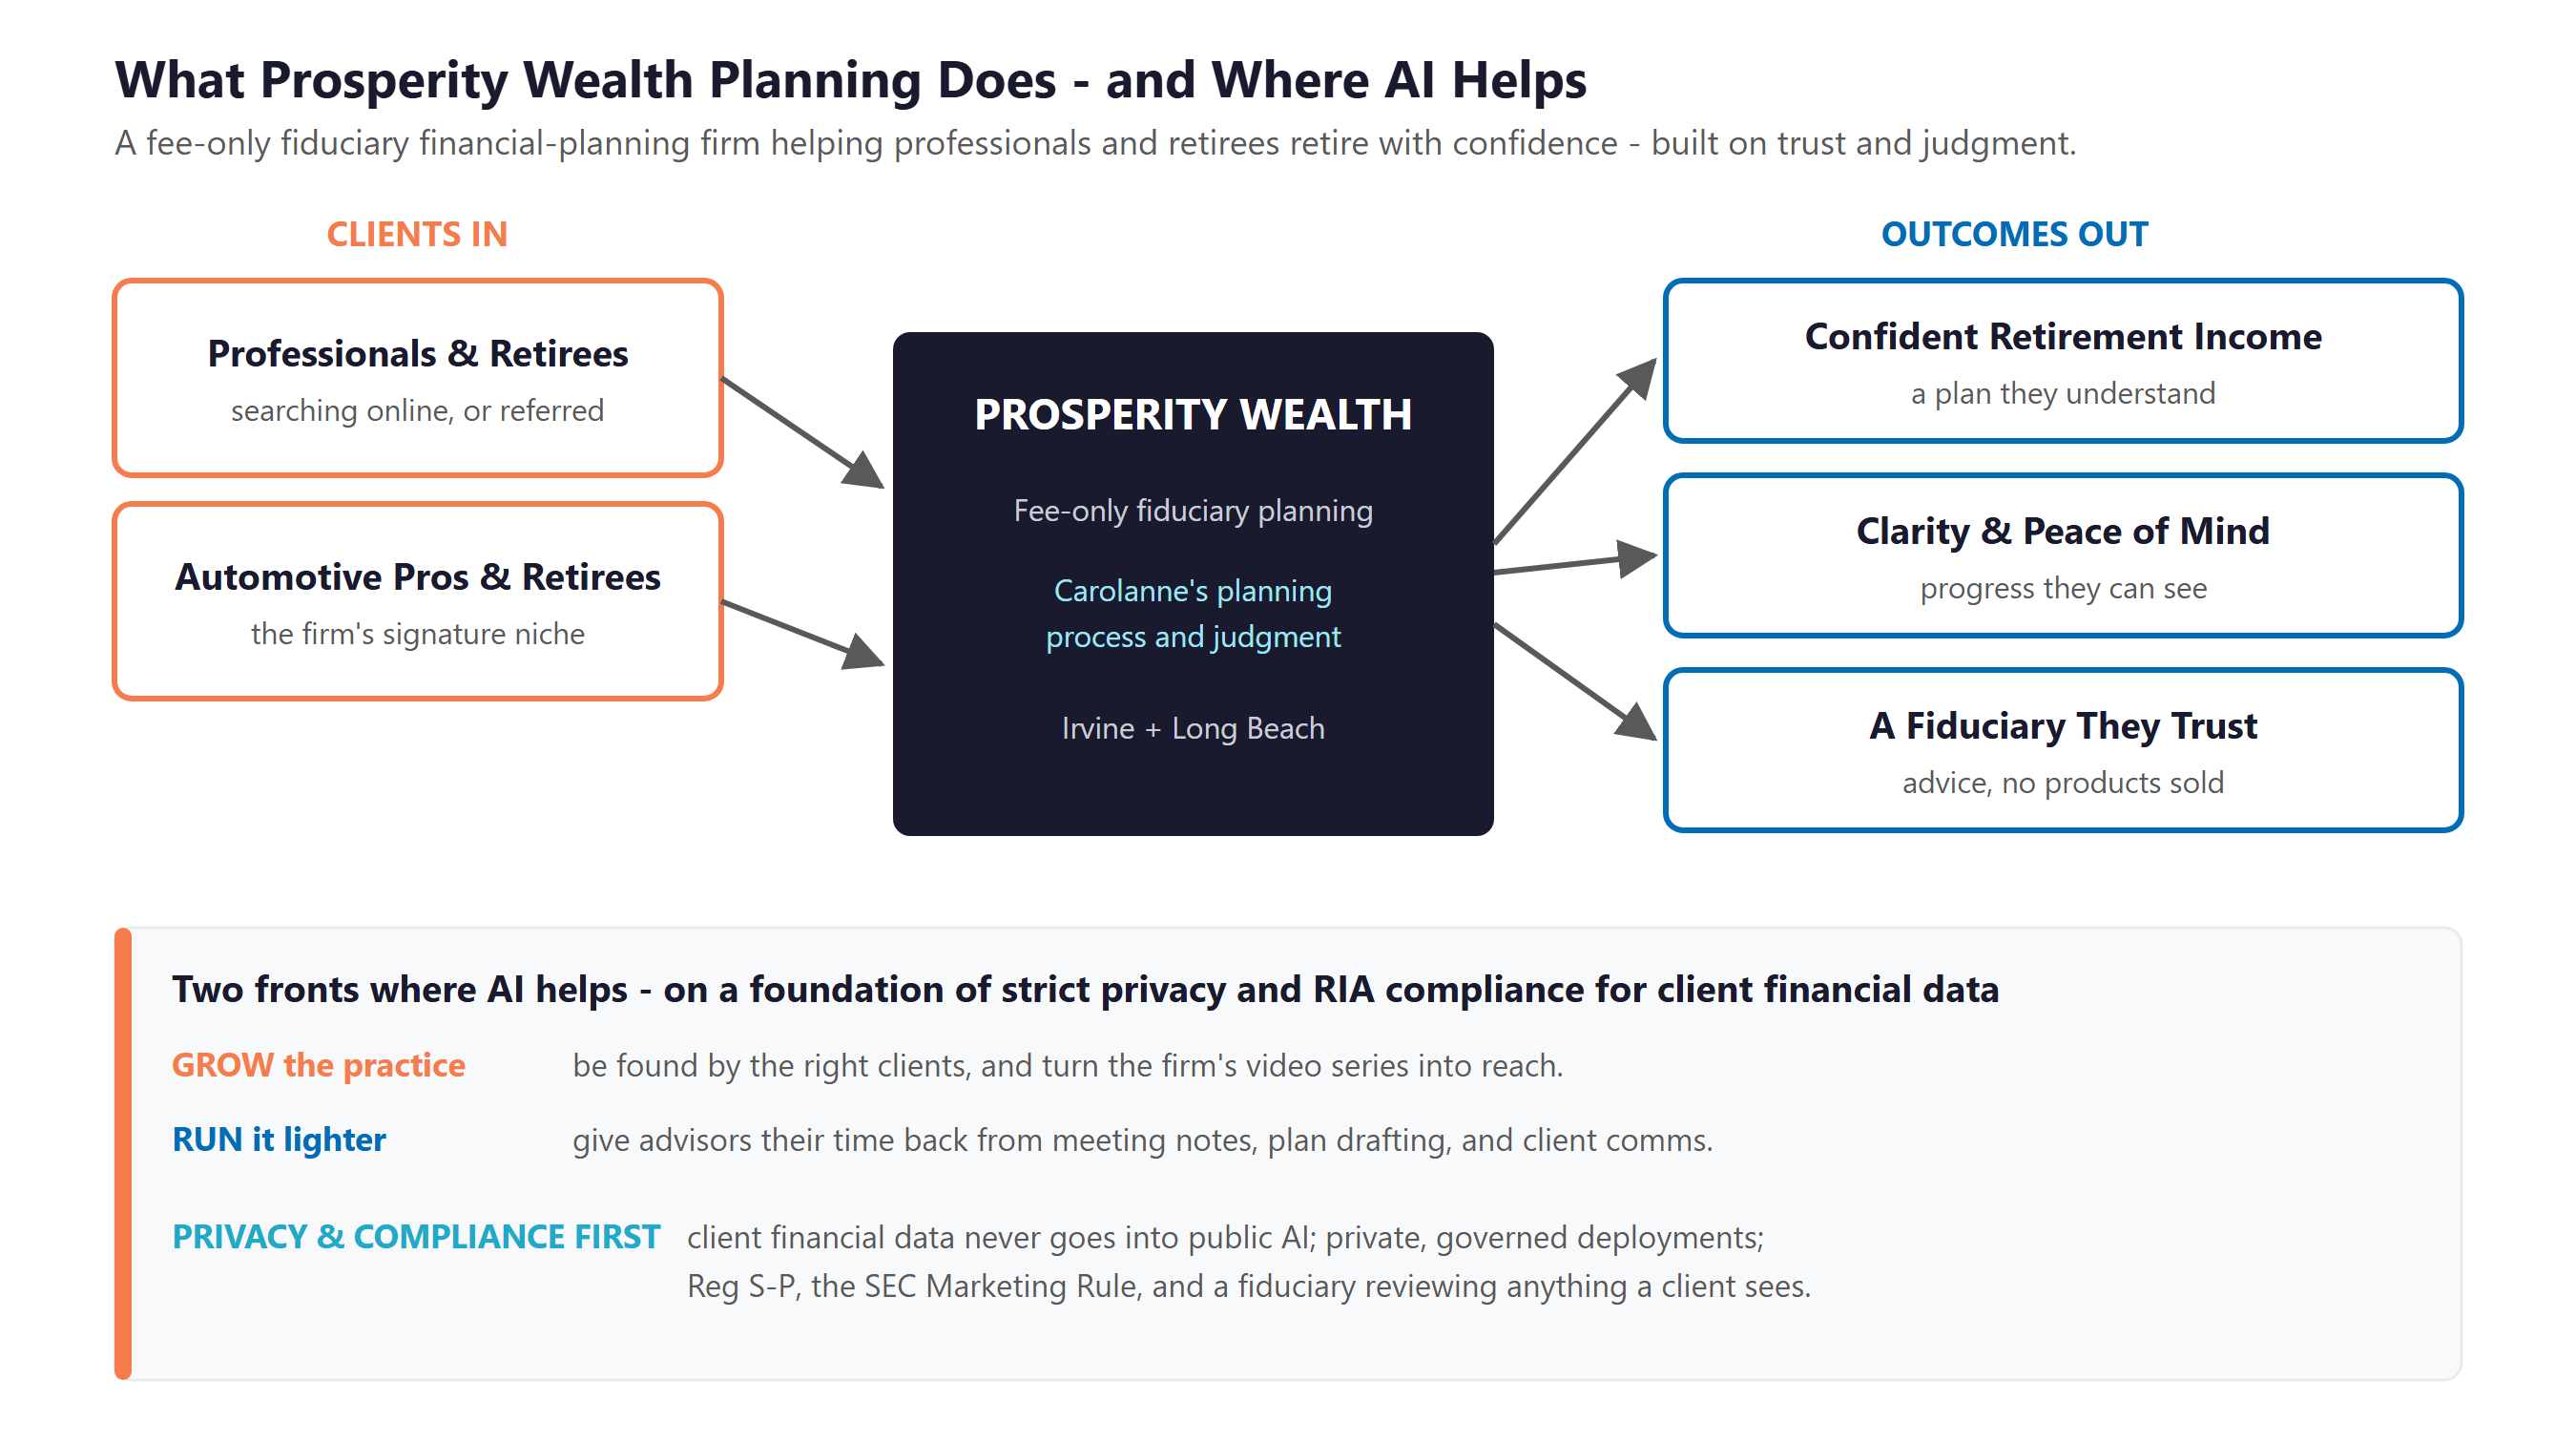 What Prosperity Wealth Planning Does - and Where AI Helps
A fee-only fiduciary financial-planning firm helping professionals and retirees retire with confidence - built on trust and judgment.
CLIENTS IN
Professionals & Retirees
searching online, or referred
Automotive Pros & Retirees
the firm's signature niche
PROSPERITY WEALTH
Fee-only fiduciary planning
Carolanne's planning
process and judgment
Irvine + Long Beach
OUTCOMES OUT
Confident Retirement Income
a plan they understand
Clarity & Peace of Mind
progress they can see
A Fiduciary They Trust
advice, no products sold
Two fronts where AI helps - on a foundation of strict privacy and RIA compliance for client financial data
GROW the practice be found by the right clients, and turn the firm's video series into reach.
RUN it lighter give advisors their time back from meeting notes, plan drafting, and client comms.
PRIVACY & COMPLIANCE FIRST client financial data never goes into public AI; private, governed deployments;
Reg S-P, the SEC Marketing Rule, and a fiduciary reviewing anything a client sees.